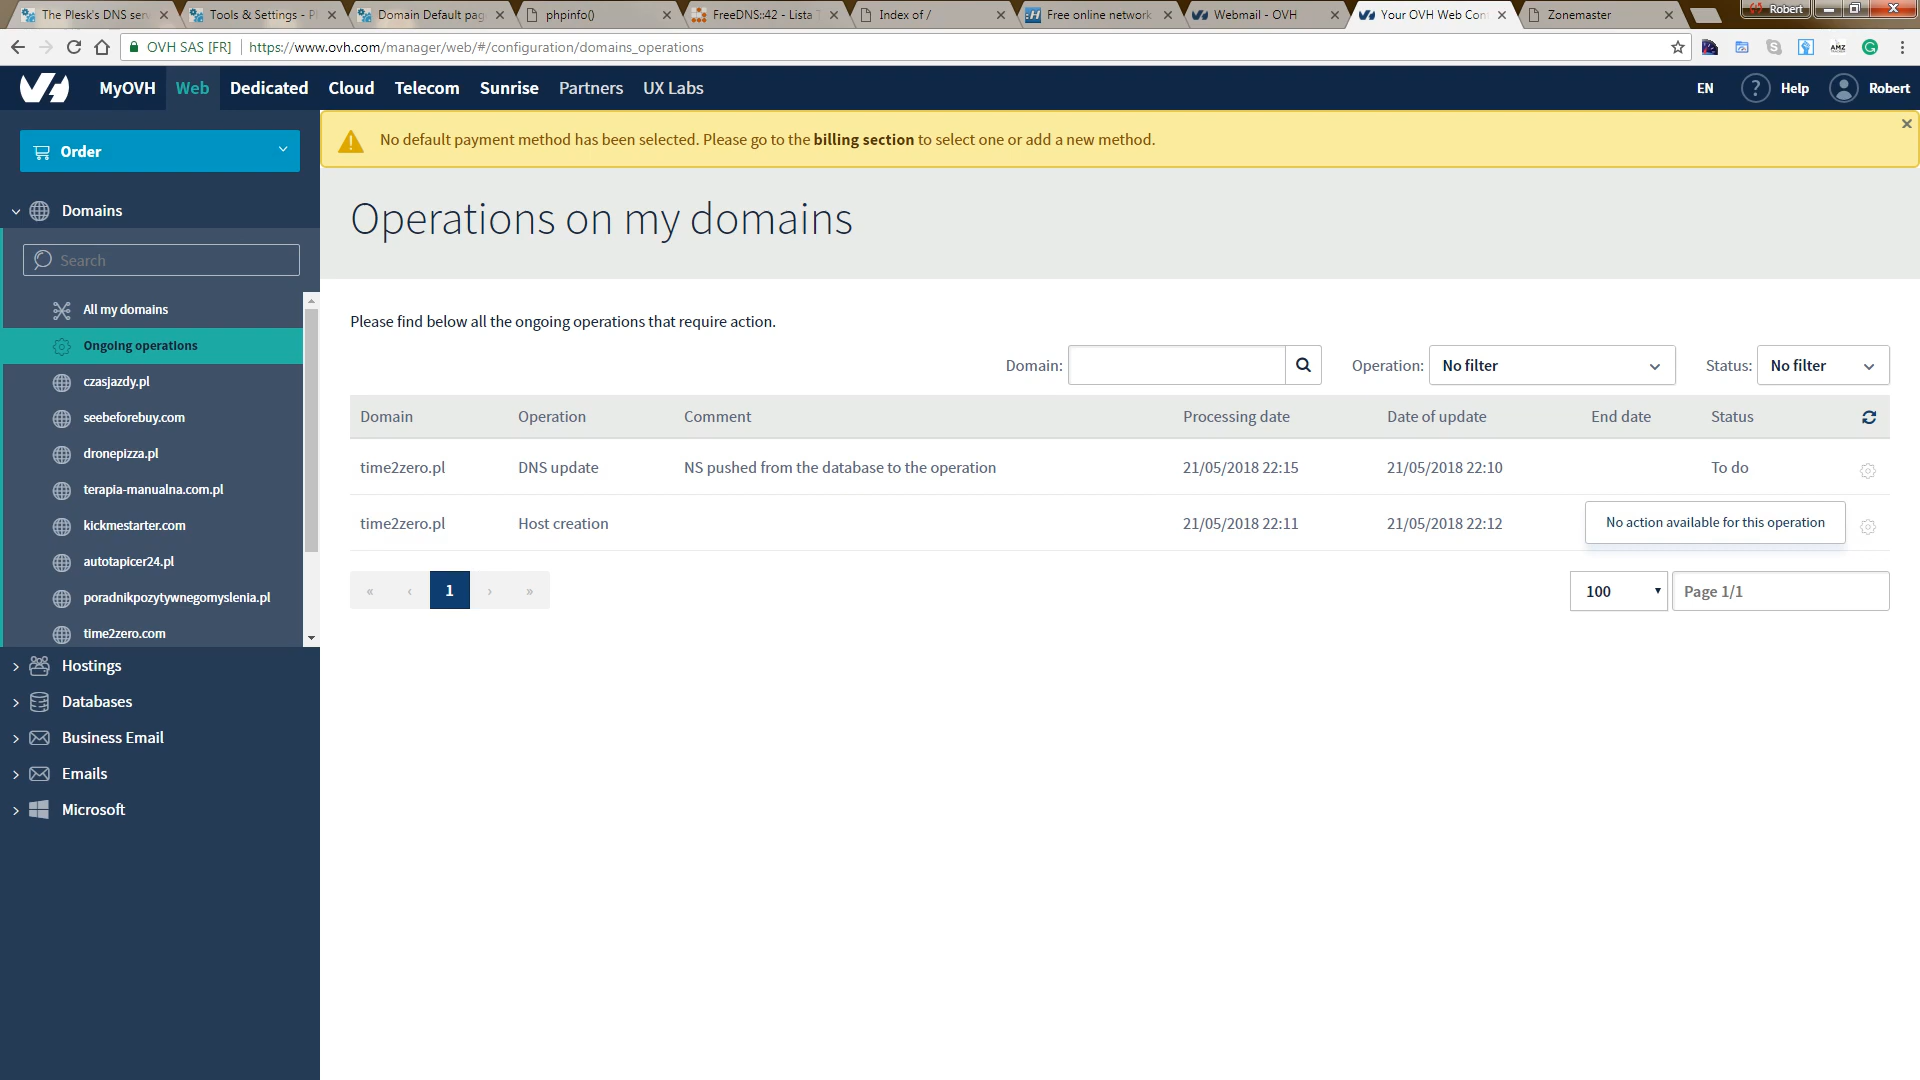 The Plesk's DNS serv
Tools & Settings - Pl
Domain Default page
phpinfo()
FreeDNS::42 - Lista
Index of /
Free online network
Webmail - OVH
Your OVH Web Con
Zonemaster
Robert
OVH SAS [FR]
https://www.ovh.com/manager/web/#/configuration/domains_operations
AMZ
MyOVH
Web
Dedicated
Cloud
Telecom
Sunrise
Partners
UX Labs
EN
? Help
Robert
Order
No default payment method has been selected. Please go to the billing section to select one or add a new method.
Domains
Search
All my domains
Ongoing operations
czasjazdy.pl
seebeforebuy.com
dronepizza.pl
terapia-manualna.com.pl
kickmestarter.com
autotapicer24.pl
poradnikpozytywnegomyslenia.pl
time2zero.com
Hostings
Databases
Business Email
Emails
Microsoft
Operations on my domains
Please find below all the ongoing operations that require action.
Domain:
Operation: No filter
Status: No filter
Domain Operation Comment Processing date Date of update End date Status
time2zero.pl DNS update NS pushed from the database to the operation 21/05/2018 22:15 21/05/2018 22:10 To do
time2zero.pl Host creation 21/05/2018 22:11 21/05/2018 22:12 No action available for this operation
« ‹ 1 › »
100
Page 1/1